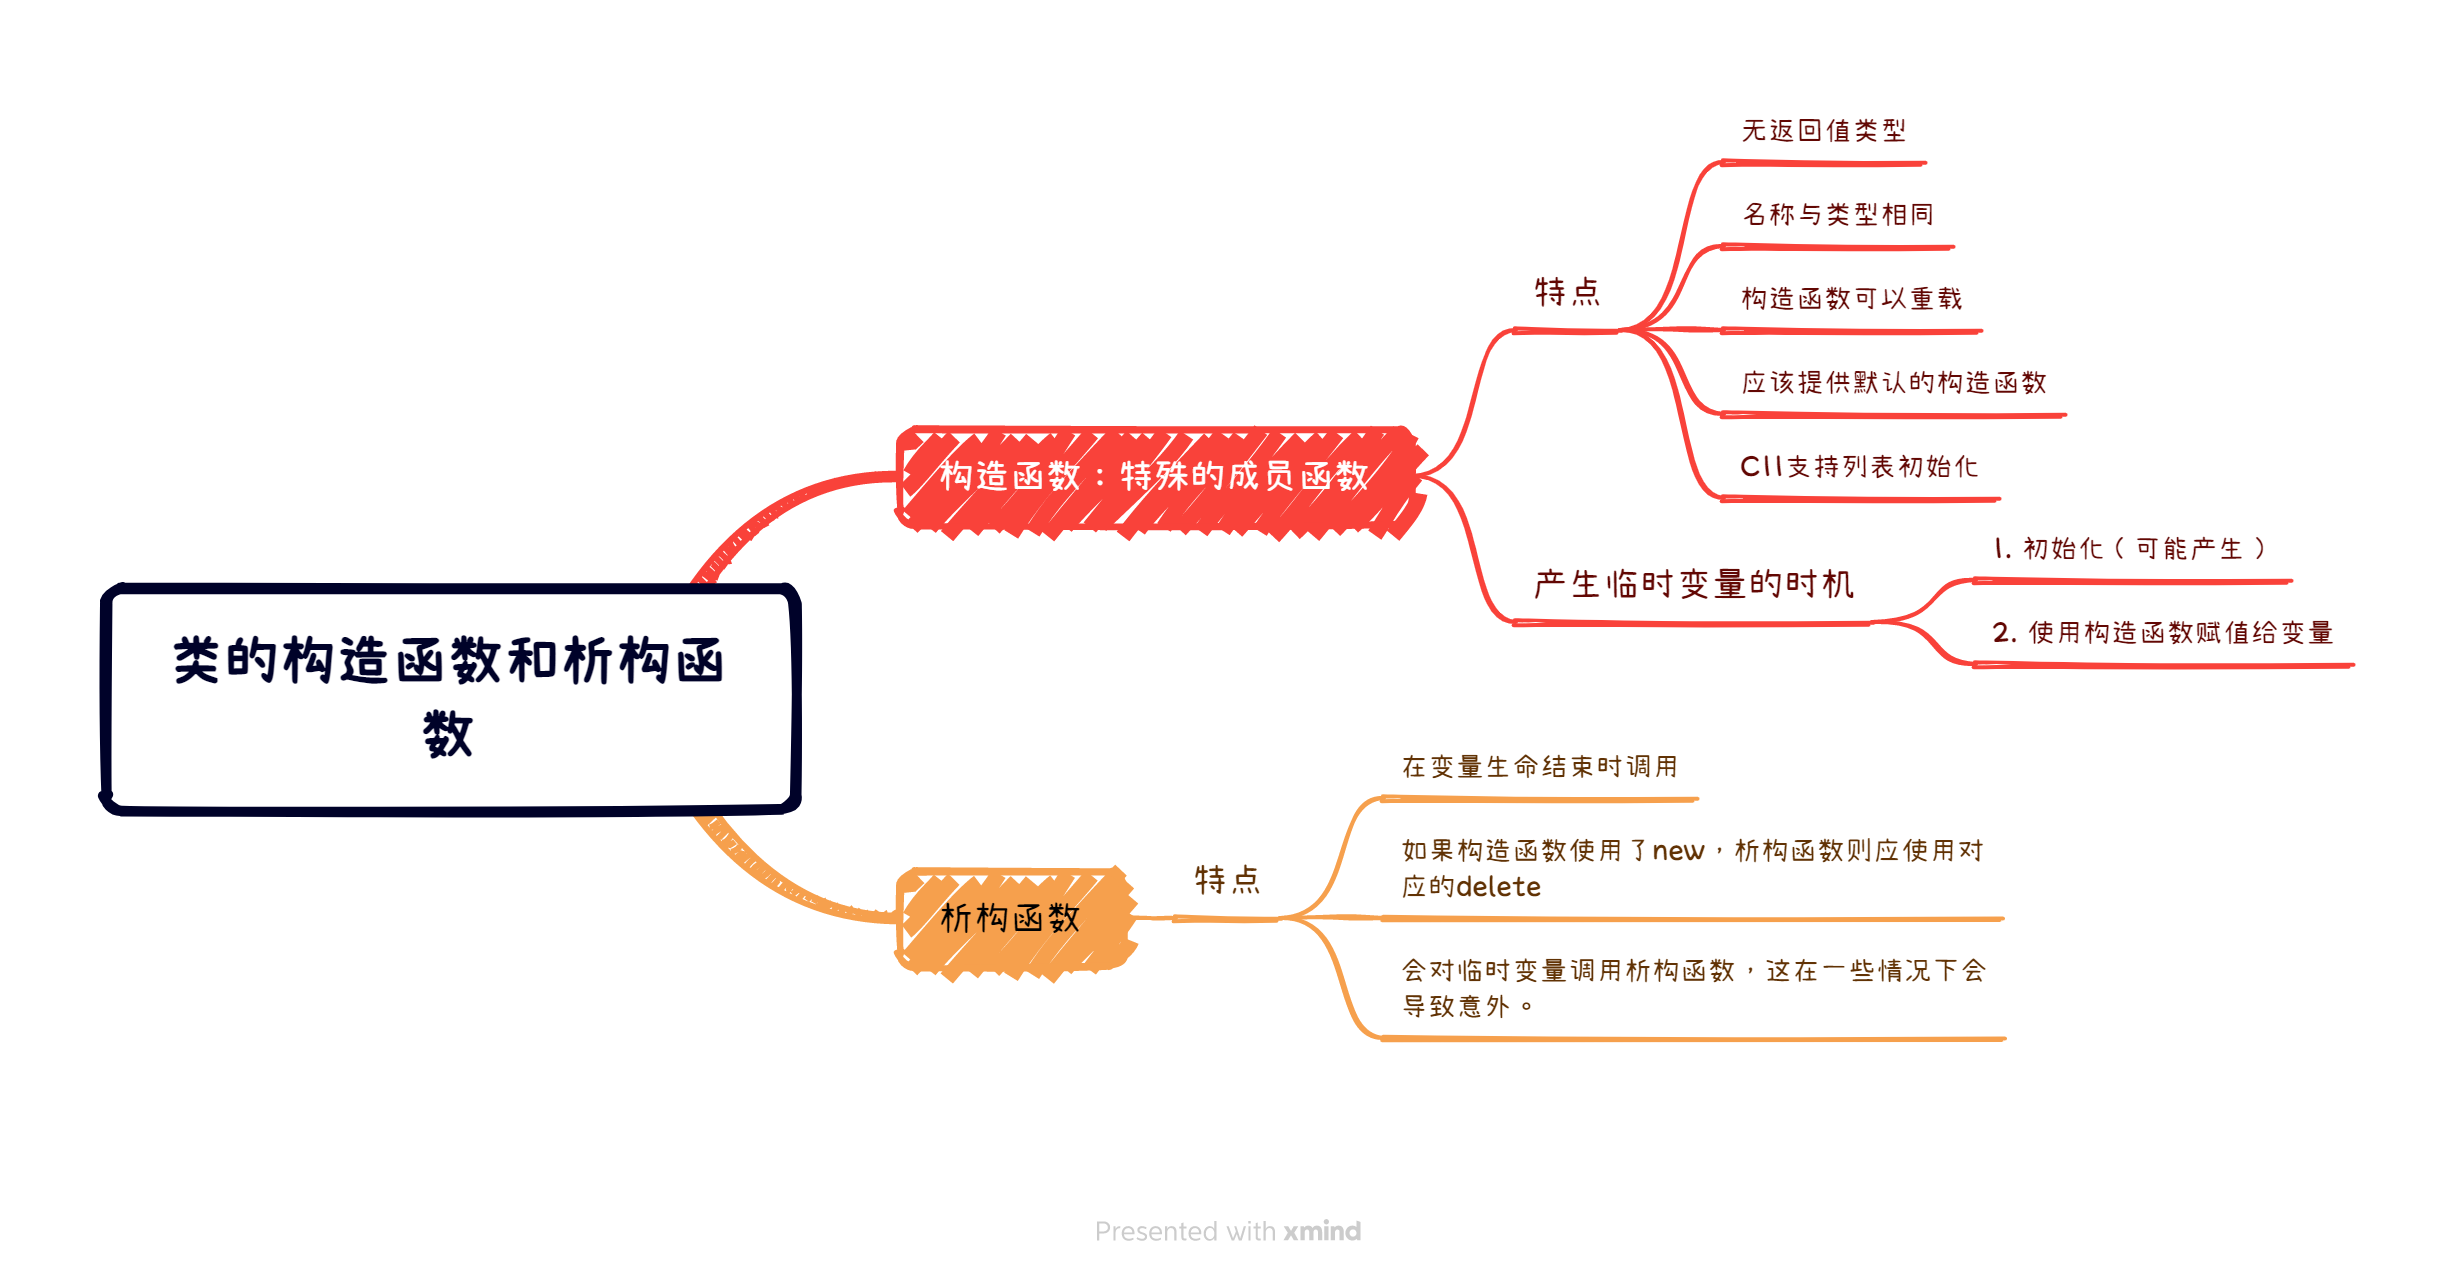 类的构造函数和析构函
数
构造函数：特殊的成员函数
特点
无返回值类型
名称与类型相同
构造函数可以重载
应该提供默认的构造函数
C11支持列表初始化
产生临时变量的时机
1. 初始化（可能产生）
2. 使用构造函数赋值给变量
析构函数
特点
在变量生命结束时调用
如果构造函数使用了new，析构函数则应使用对
应的delete
会对临时变量调用析构函数，这在一些情况下会
导致意外。
Presented with xmind